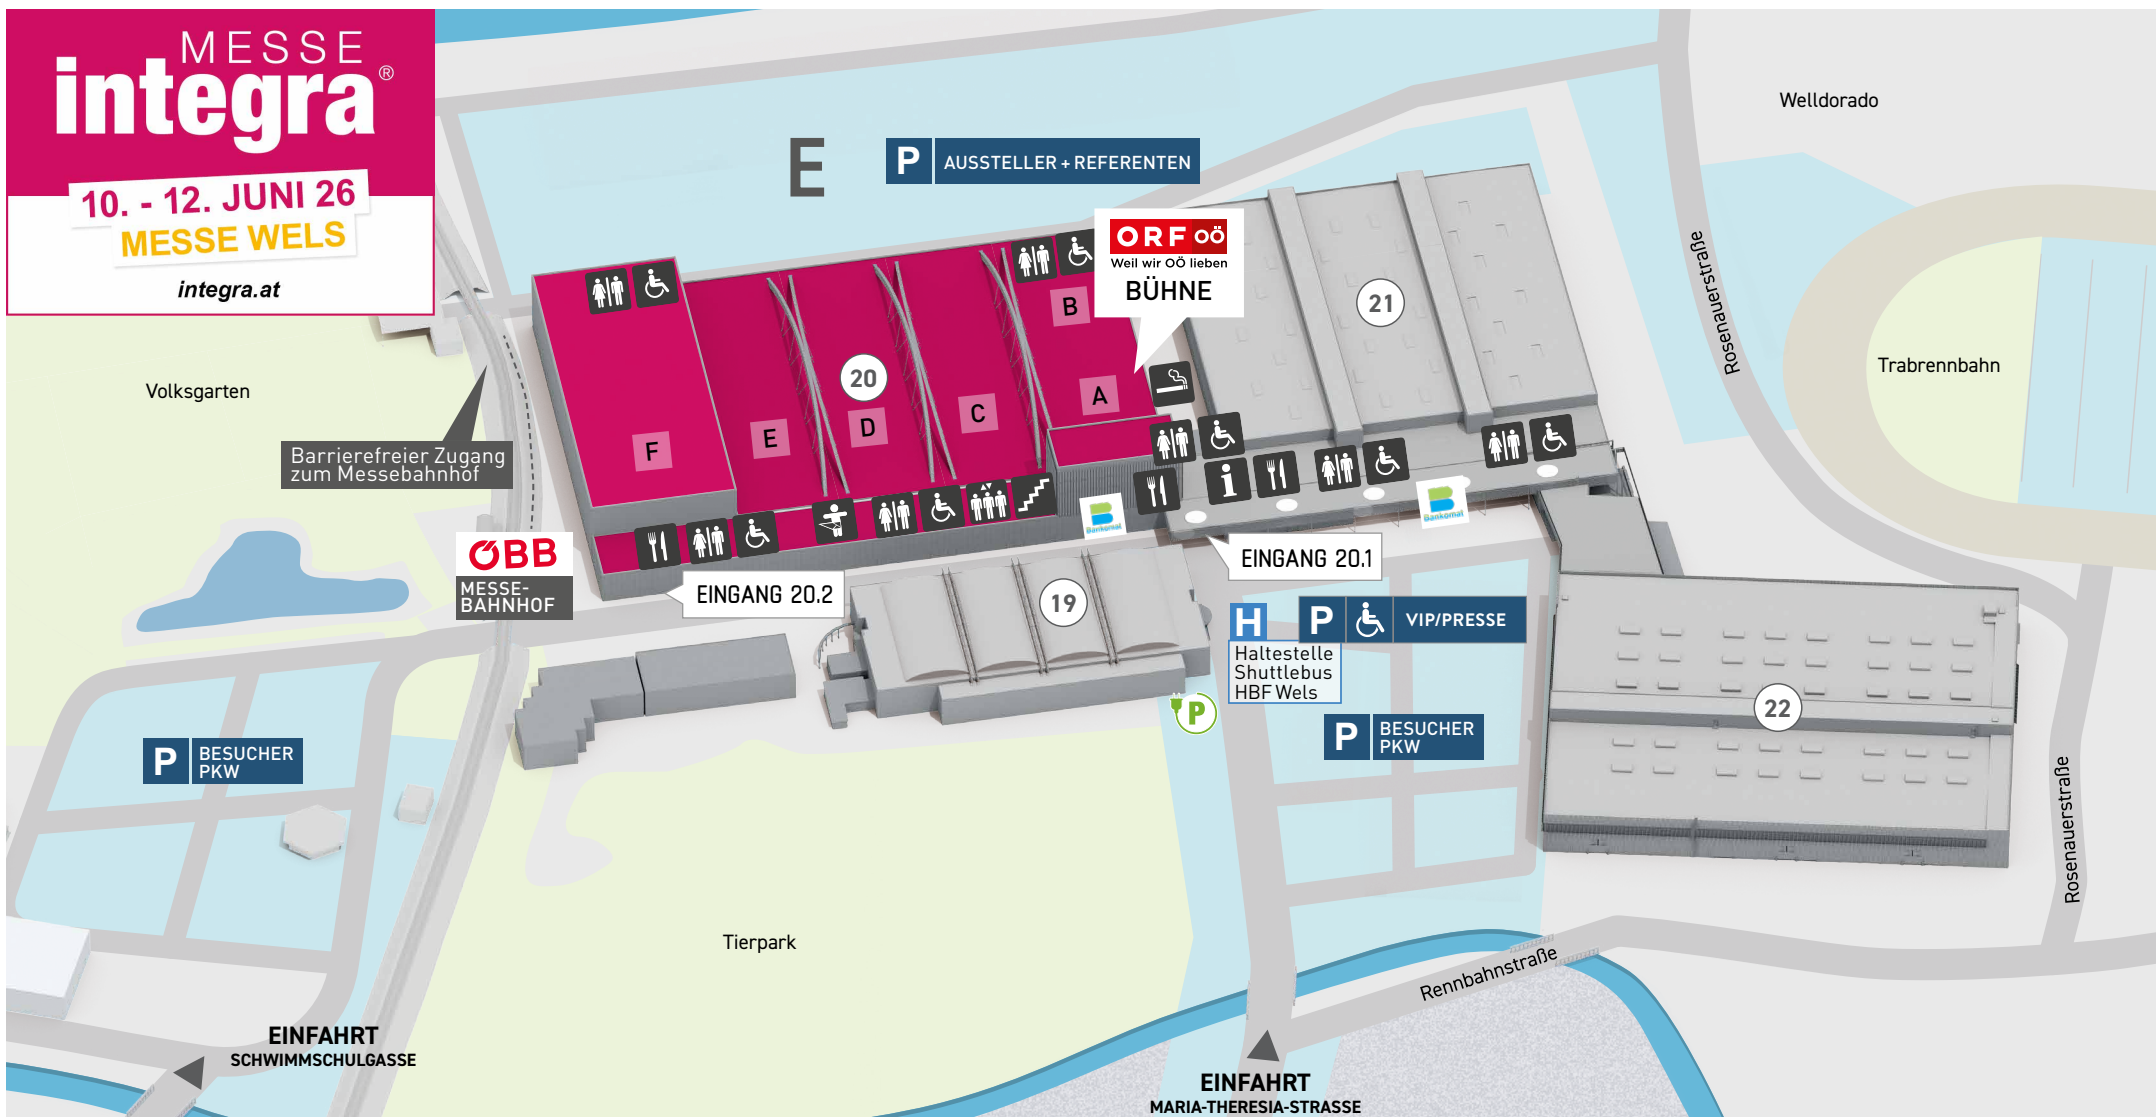 MESSE
integra®
10. - 12. JUNI 26
MESSE WELS
integra.at
Welldorado
E
P AUSSTELLER + REFERENTEN
ORF OÖ
Weil wir OÖ lieben
BÜHNE
Rosenauerstraße
Trabrennbahn
Volksgarten
Barrierefreier Zugang
zum Messebahnhof
20
21
B
A
C
D
E
F
i
Bankomat
Bankomat
ÖBB
MESSE-
BAHNHOF
EINGANG 20.2
EINGANG 20.1
19
H
Haltestelle
Shuttlebus
HBF Wels
P VIP/PRESSE
P
P BESUCHER
PKW
22
P BESUCHER
PKW
Rosenauerstraße
Tierpark
Rennbahnstraße
EINFAHRT
SCHWIMMSCHULGASSE
EINFAHRT
MARIA-THERESIA-STRASSE